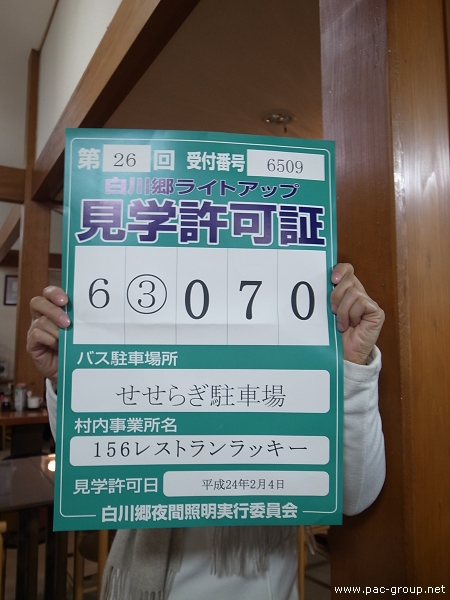 第26回 受付番号 6509
白川郷ライトアップ
見学許可証
6③070
バス駐車場所
せせらぎ駐車場
村内事業所名
156レストランラッキー
見学許可日 平成24年2月4日
白川郷夜間照明実行委員会
www.pac-group.net